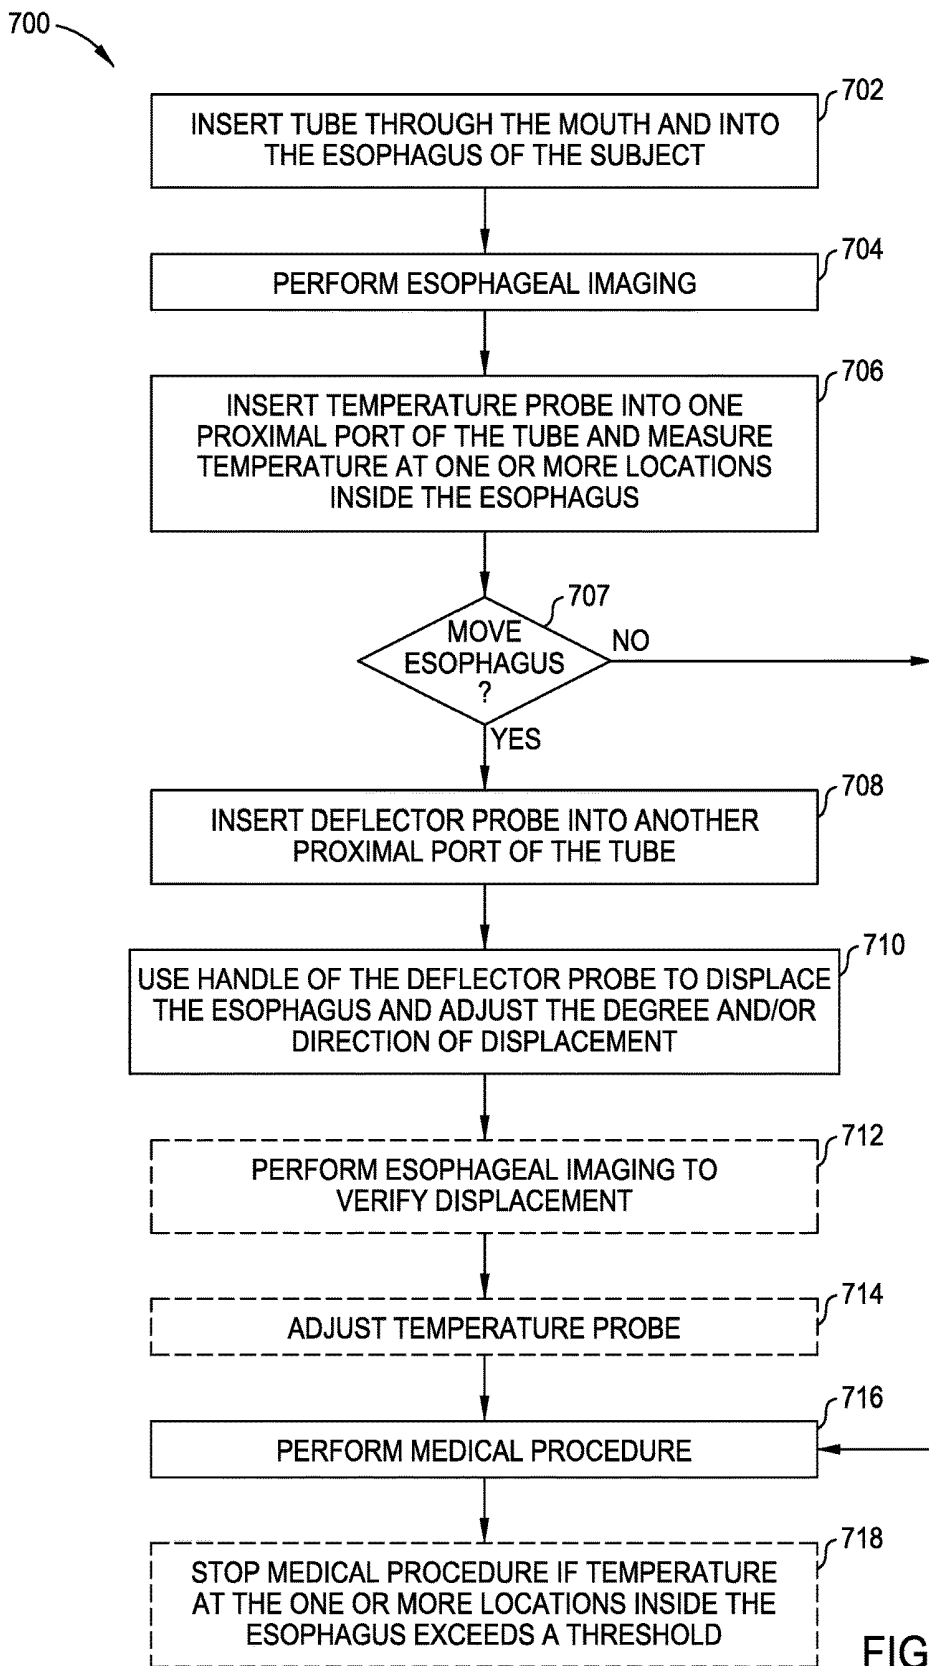 700
702
INSERT TUBE THROUGH THE MOUTH AND INTO
THE ESOPHAGUS OF THE SUBJECT
704
PERFORM ESOPHAGEAL IMAGING
706
INSERT TEMPERATURE PROBE INTO ONE
PROXIMAL PORT OF THE TUBE AND MEASURE
TEMPERATURE AT ONE OR MORE LOCATIONS
INSIDE THE ESOPHAGUS
707
MOVE
ESOPHAGUS
?
NO
YES
708
INSERT DEFLECTOR PROBE INTO ANOTHER
PROXIMAL PORT OF THE TUBE
710
USE HANDLE OF THE DEFLECTOR PROBE TO DISPLACE
THE ESOPHAGUS AND ADJUST THE DEGREE AND/OR
DIRECTION OF DISPLACEMENT
712
PERFORM ESOPHAGEAL IMAGING TO
VERIFY DISPLACEMENT
714
ADJUST TEMPERATURE PROBE
716
PERFORM MEDICAL PROCEDURE
718
STOP MEDICAL PROCEDURE IF TEMPERATURE
AT THE ONE OR MORE LOCATIONS INSIDE THE
ESOPHAGUS EXCEEDS A THRESHOLD
FIG